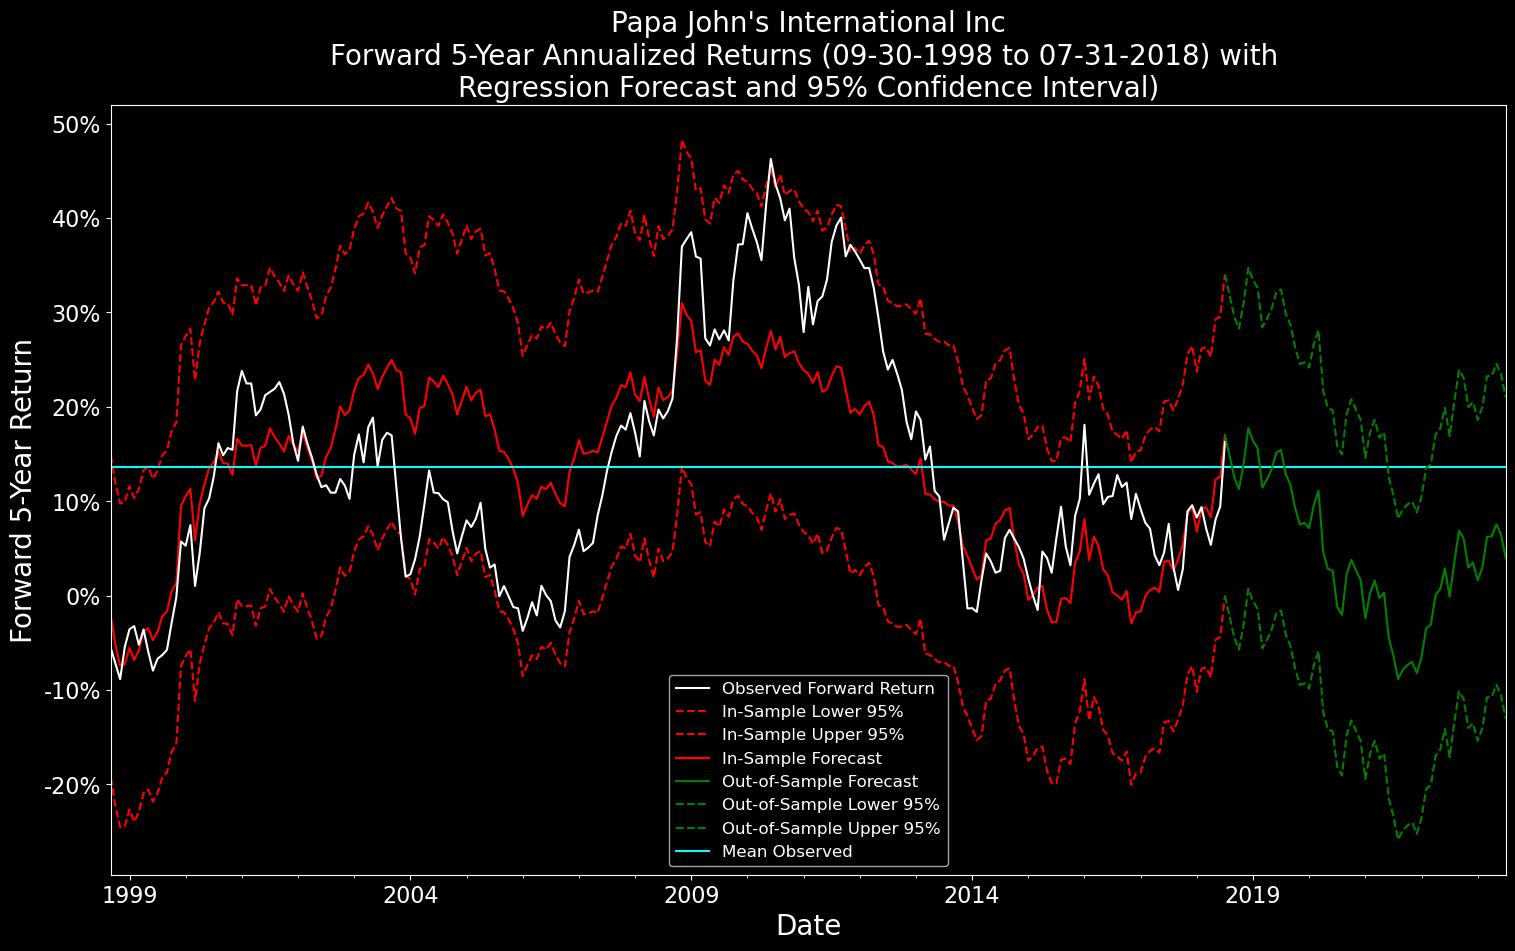 Papa John's International Inc
Forward 5-Year Annualized Returns (09-30-1998 to 07-31-2018) with
Regression Forecast and 95% Confidence Interval)
50%
40%
30%
20%
10%
0%
-10%
-20%
Forward 5-Year Return
Observed Forward Return
In-Sample Lower 95%
In-Sample Upper 95%
In-Sample Forecast
Out-of-Sample Forecast
Out-of-Sample Lower 95%
Out-of-Sample Upper 95%
Mean Observed
1999
2004
2009
2014
2019
Date